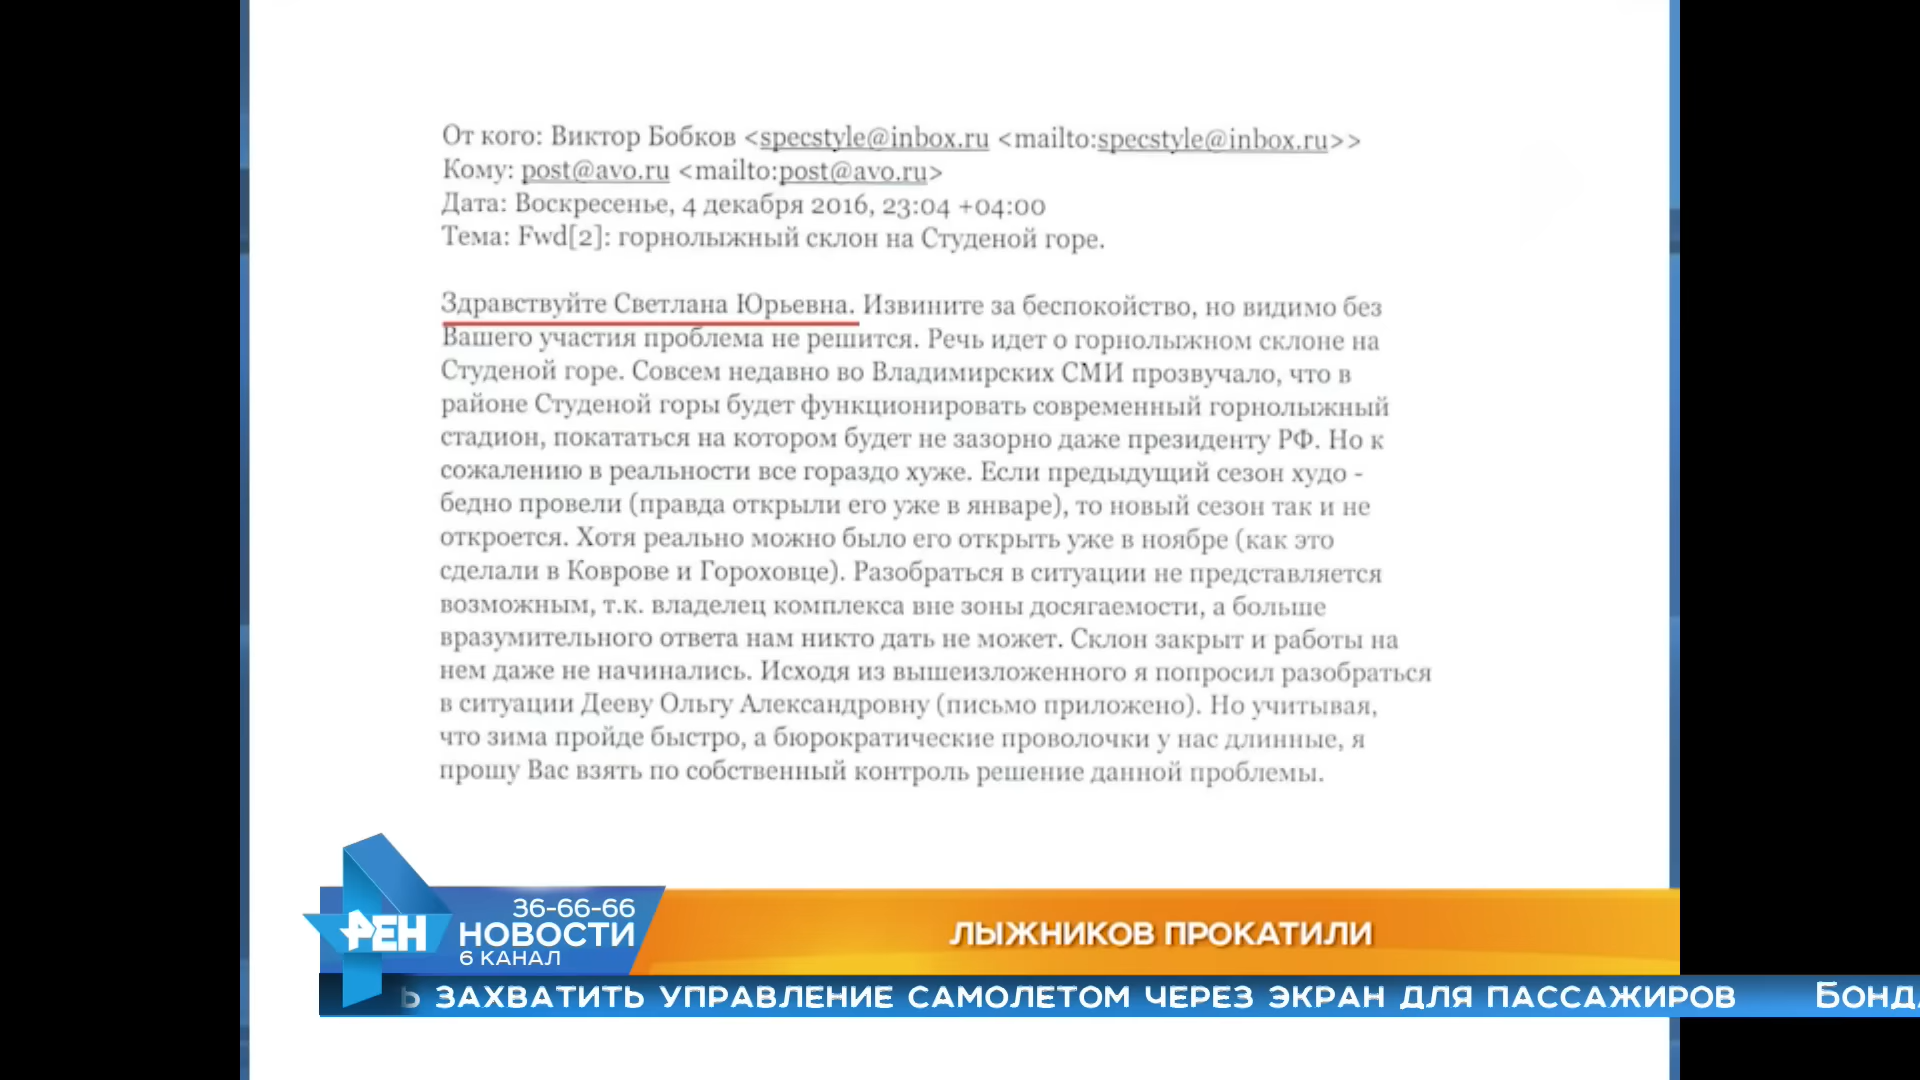 От кого: Виктор Бобков <specstyle@inbox.ru <mailto:specstyle@inbox.ru>>
Кому: post@avo.ru <mailto:post@avo.ru>
Дата: Воскресенье, 4 декабря 2016, 23:04 +04:00
Тема: Fwd[2]: горнолыжный склон на Студеной горе.
Здравствуйте Светлана Юрьевна. Извините за беспокойство, но видимо без
Вашего участия проблема не решится. Речь идет о горнолыжном склоне на
Студеной горе. Совсем недавно во Владимирских СМИ прозвучало, что в
районе Студеной горы будет функционировать современный горнолыжный
стадион, покататься на котором будет не зазорно даже президенту РФ. Но к
сожалению в реальности все гораздо хуже. Если предыдущий сезон худо -
бедно провели (правда открыли его уже в январе), то новый сезон так и не
откроется. Хотя реально можно было его открыть уже в ноябре (как это
сделали в Коврове и Гороховце). Разобраться в ситуации не представляется
возможным, т.к. владелец комплекса вне зоны досягаемости, а больше
вразумительного ответа нам никто дать не может. Склон закрыт и работы на
нем даже не начинались. Исходя из вышеизложенного я попросил разобраться
в ситуации Дееву Ольгу Александровну (письмо приложено). Но учитывая,
что зима пройде быстро, а бюрократические проволочки у нас длинные, я
прошу Вас взять по собственный контроль решение данной проблемы.
36-66-66
РЕН НОВОСТИ
6 КАНАЛ
ЛЫЖНИКОВ ПРОКАТИЛИ
Ь ЗАХВАТИТЬ УПРАВЛЕНИЕ САМОЛЕТОМ ЧЕРЕЗ ЭКРАН ДЛЯ ПАССАЖИРОВ БОНД